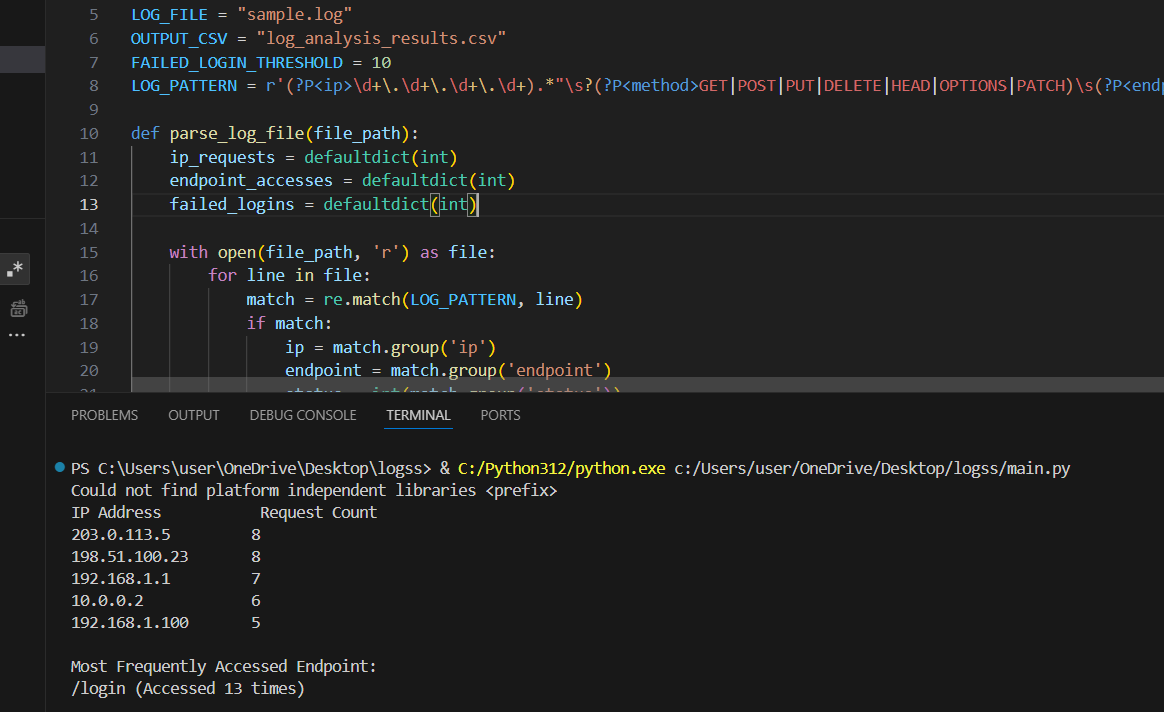 5 LOG_FILE = "sample.log"
6 OUTPUT_CSV = "log_analysis_results.csv"
7 FAILED_LOGIN_THRESHOLD = 10
8 LOG_PATTERN = r'(?P<ip>\d+\.\d+\.\d+\.\d+).*"\s?(?P<method>GET|POST|PUT|DELETE|HEAD|OPTIONS|PATCH)\s(?P<endp
9
10 def parse_log_file(file_path):
11     ip_requests = defaultdict(int)
12     endpoint_accesses = defaultdict(int)
13     failed_logins = defaultdict(int)
14
15     with open(file_path, 'r') as file:
16         for line in file:
17             match = re.match(LOG_PATTERN, line)
18             if match:
19                 ip = match.group('ip')
20                 endpoint = match.group('endpoint')
21                 status = int(match.group('status'))
PROBLEMS OUTPUT DEBUG CONSOLE TERMINAL PORTS
PS C:\Users\user\OneDrive\Desktop\logss> & C:/Python312/python.exe c:/Users/user/OneDrive/Desktop/logss/main.py
Could not find platform independent libraries <prefix>
IP Address           Request Count
203.0.113.5         8
198.51.100.23       8
192.168.1.1         7
10.0.0.2            6
192.168.1.100       5
Most Frequently Accessed Endpoint:
/login (Accessed 13 times)